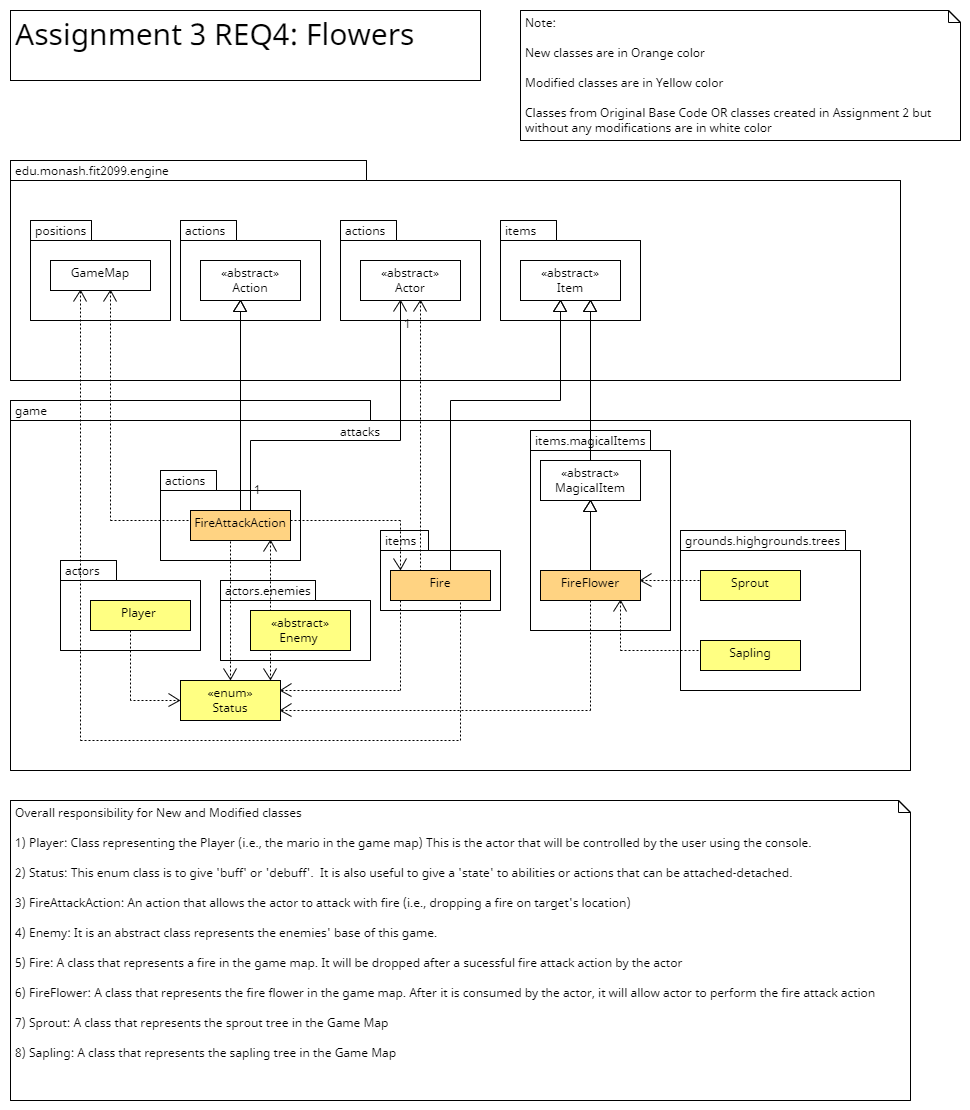 Assignment 3 REQ4: Flowers
Note:
New classes are in Orange color
Modified classes are in Yellow color
Classes from Original Base Code OR classes created in Assignment 2 but
without any modifications are in white color
edu.monash.fit2099.engine
positions
GameMap
actions
«abstract»
Action
actions
«abstract»
Actor
1
items
«abstract»
Item
game
attacks
1
actions
FireAttackAction
actors
Player
actors.enemies
«abstract»
Enemy
«enum»
Status
items
Fire
items.magicalItems
«abstract»
MagicalItem
FireFlower
grounds.highgrounds.trees
Sprout
Sapling
Overall responsibility for New and Modified classes
1) Player: Class representing the Player (i.e., the mario in the game map) This is the actor that will be controlled by the user using the console.
2) Status: This enum class is to give 'buff' or 'debuff'.  It is also useful to give a 'state' to abilities or actions that can be attached-detached.
3) FireAttackAction: An action that allows the actor to attack with fire (i.e., dropping a fire on target's location)
4) Enemy: It is an abstract class represents the enemies' base of this game.
5) Fire: A class that represents a fire in the game map. It will be dropped after a sucessful fire attack action by the actor
6) FireFlower: A class that represents the fire flower in the game map. After it is consumed by the actor, it will allow actor to perform the fire attack action
7) Sprout: A class that represents the sprout tree in the Game Map
8) Sapling: A class that represents the sapling tree in the Game Map